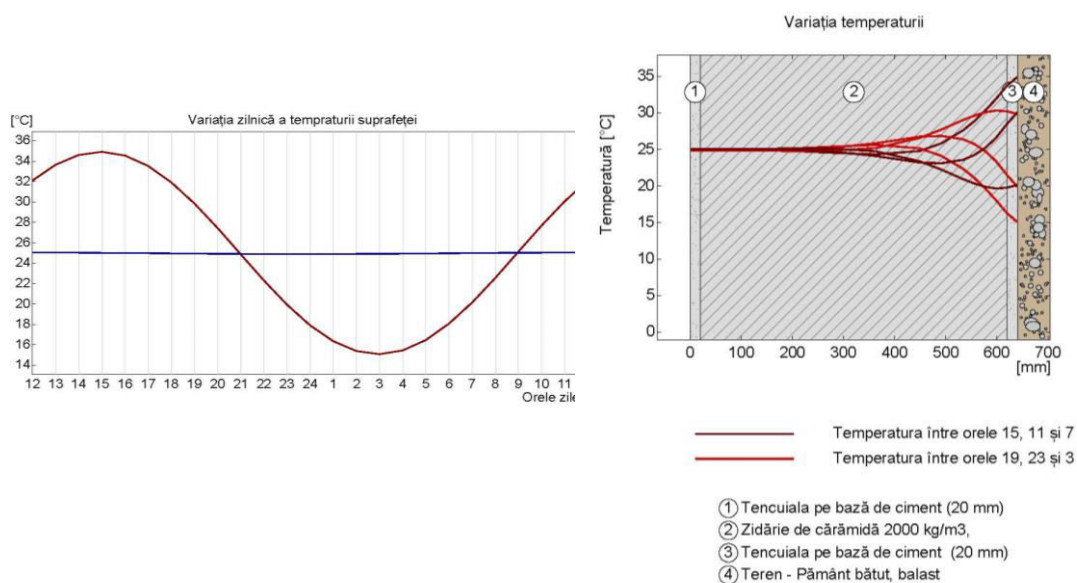 Variația zilnică a tempraturii suprafeței
[°C]
36
34
32
30
28
26
24
22
20
18
16
14
12 13 14 15 16 17 18 19 20 21 22 23 24 1 2 3 4 5 6 7 8 9 10 11
Orele zile
Variația temperaturii
Temperatură [°C]
35
30
25
20
15
10
5
0
1 2 3 4
0 100 200 300 400 500 600 700
[mm]
Temperatura între orele 15, 11 și 7
Temperatura între orele 19, 23 și 3
1 Tencuiala pe bază de ciment (20 mm)
2 Zidărie de cărămidă 2000 kg/m3,
3 Tencuiala pe bază de ciment (20 mm)
4 Teren - Pământ bătut, balast